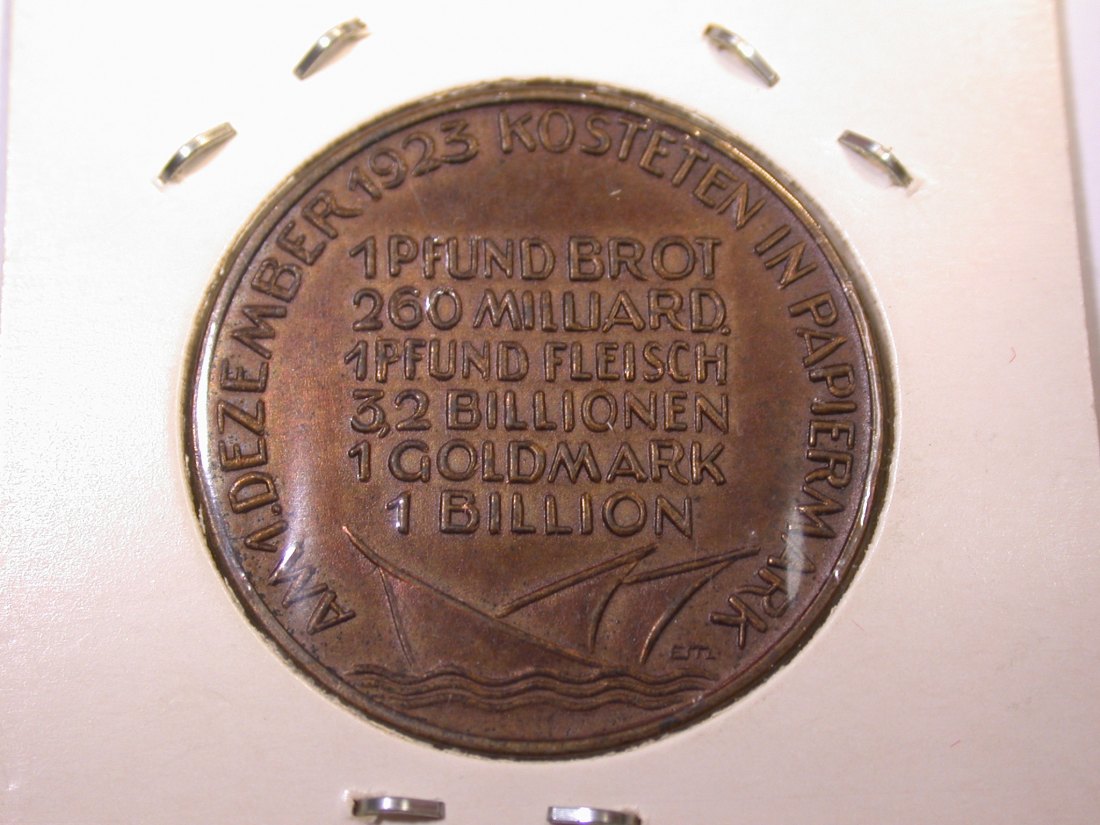 AM 1. DEZEMBER 1923 KOSTETEN IN PAPIERMARK
1 PFUND BROT
260 MILLIARD.
1 PFUND FLEISCH
3,2 BILLIONEN
1 GOLDMARK
1 BILLION